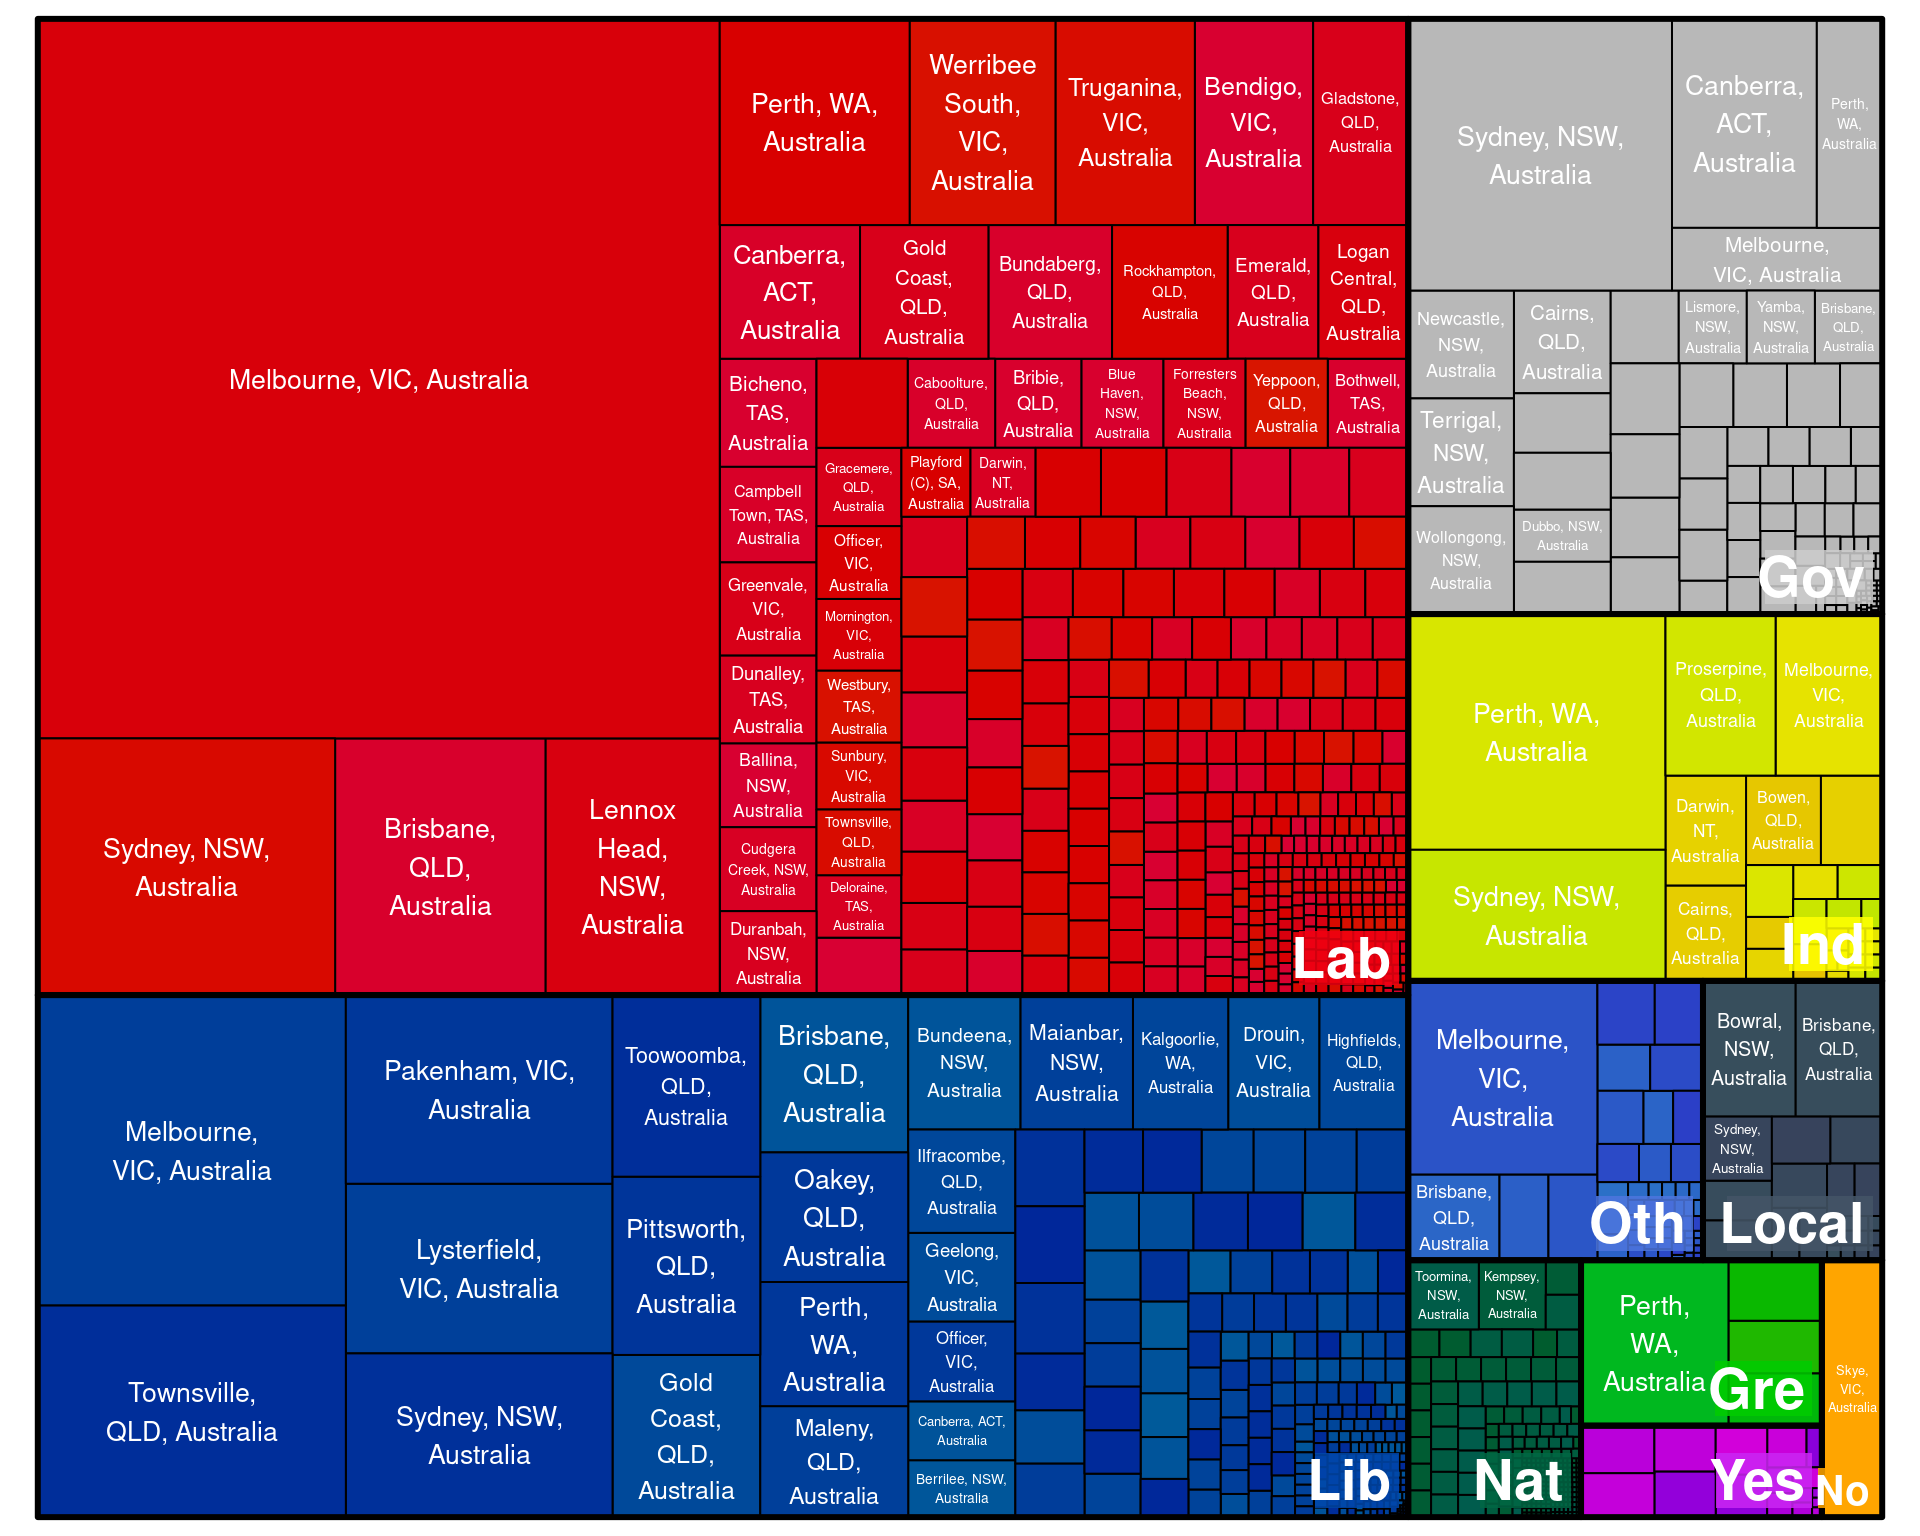 Melbourne, VIC, Australia
Sydney, NSW,
Australia
Brisbane,
QLD,
Australia
Lennox
Head,
NSW,
Australia
Perth, WA,
Australia
Werribee
South,
VIC,
Australia
Truganina,
VIC,
Australia
Bendigo,
VIC,
Australia
Gladstone,
QLD,
Australia
Canberra,
ACT,
Australia
Gold
Coast,
QLD,
Australia
Bundaberg,
QLD,
Australia
Rockhampton,
QLD,
Australia
Emerald,
QLD,
Australia
Logan
Central,
QLD,
Australia
Bicheno,
TAS,
Australia
Caboolture,
QLD,
Australia
Bribie,
QLD,
Australia
Blue
Haven,
NSW,
Australia
Forresters
Beach,
NSW,
Australia
Yeppoon,
QLD,
Australia
Bothwell,
TAS,
Australia
Campbell
Town, TAS,
Australia
Greenvale,
VIC,
Australia
Dunalley,
TAS,
Australia
Ballina,
NSW,
Australia
Cudgera
Creek, NSW,
Australia
Duranbah,
NSW,
Australia
Gracemere,
QLD,
Australia
Officer,
VIC,
Australia
Mornington,
VIC,
Australia
Westbury,
TAS,
Australia
Sunbury,
VIC,
Australia
Townsville,
QLD,
Australia
Deloraine,
TAS,
Australia
Playford
(C), SA,
Australia
Darwin,
NT,
Australia
Lab
Sydney, NSW,
Australia
Canberra,
ACT,
Australia
Perth,
WA,
Australia
Melbourne,
VIC, Australia
Newcastle,
NSW,
Australia
Terrigal,
NSW,
Australia
Wollongong,
NSW,
Australia
Cairns,
QLD,
Australia
Dubbo, NSW,
Australia
Lismore,
NSW,
Australia
Yamba,
NSW,
Australia
Brisbane,
QLD,
Australia
Gov
Perth, WA,
Australia
Sydney, NSW,
Australia
Proserpine,
QLD,
Australia
Melbourne,
VIC,
Australia
Darwin,
NT,
Australia
Cairns,
QLD,
Australia
Bowen,
QLD,
Australia
Ind
Melbourne,
VIC, Australia
Townsville,
QLD, Australia
Pakenham, VIC,
Australia
Lysterfield,
VIC, Australia
Sydney, NSW,
Australia
Toowoomba,
QLD,
Australia
Pittsworth,
QLD,
Australia
Gold
Coast,
QLD,
Australia
Brisbane,
QLD,
Australia
Oakey,
QLD,
Australia
Perth,
WA,
Australia
Maleny,
QLD,
Australia
Bundeena,
NSW,
Australia
Maianbar,
NSW,
Australia
Kalgoorlie,
WA,
Australia
Drouin,
VIC,
Australia
Highfields,
QLD,
Australia
Ilfracombe,
QLD,
Australia
Geelong,
VIC,
Australia
Officer,
VIC,
Australia
Canberra, ACT,
Australia
Berrilee, NSW,
Australia
Lib
Melbourne,
VIC,
Australia
Brisbane,
QLD,
Australia
Oth
Bowral,
NSW,
Australia
Brisbane,
QLD,
Australia
Sydney,
NSW,
Australia
Local
Toormina,
NSW,
Australia
Kempsey,
NSW,
Australia
Nat
Perth,
WA,
Australia
Gre
Yes
Skye,
VIC,
Australia
No